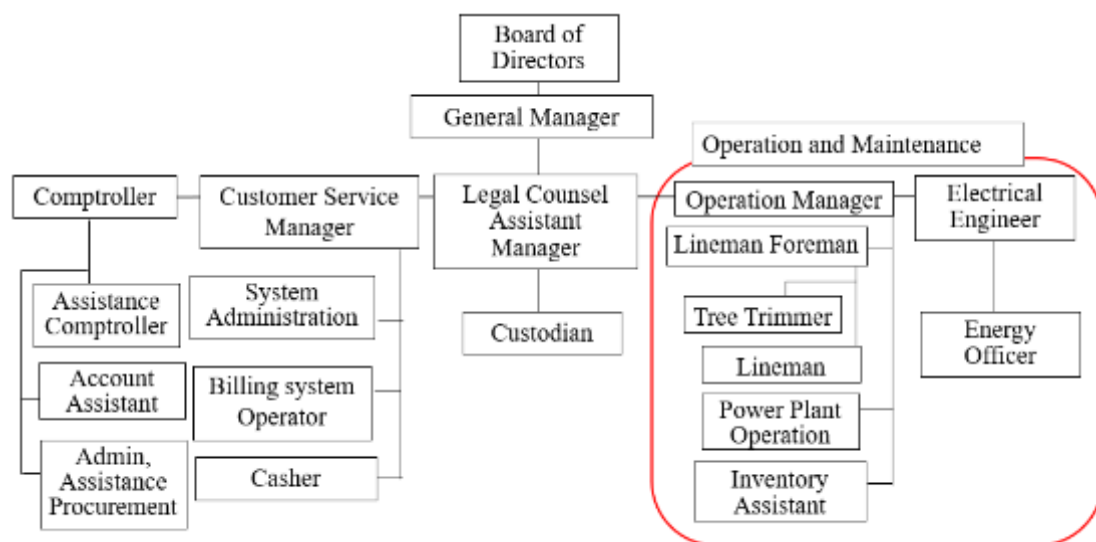 Board of
Directors
General Manager
Operation and Maintenance
Comptroller
Customer Service
Manager
Legal Counsel
Assistant
Manager
Operation Manager
Electrical
Engineer
Lineman Foreman
Assistance
Comptroller
System
Administration
Custodian
Tree Trimmer
Energy
Officer
Lineman
Account
Assistant
Billing system
Operator
Power Plant
Operation
Admin,
Assistance
Procurement
Casher
Inventory
Assistant